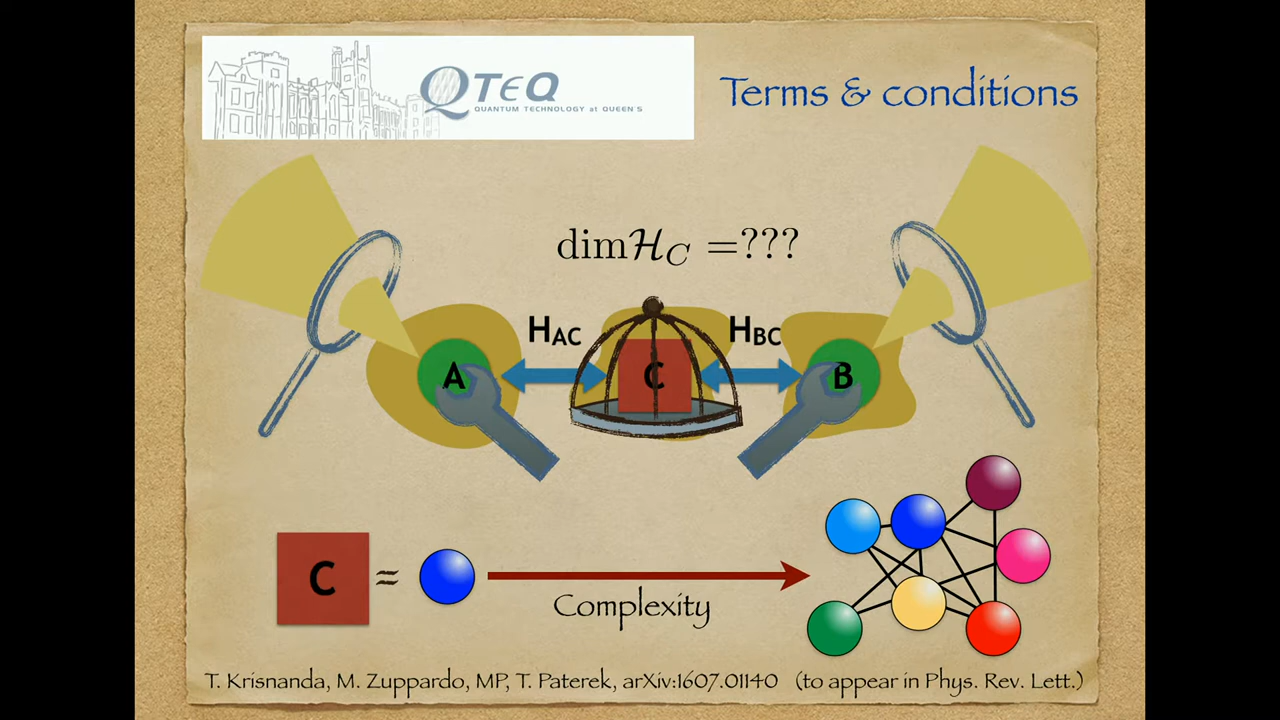 QTEQ
QUANTUM TECHNOLOGY at QUEEN'S
Terms & conditions
dimℋ_C =???
H_AC
H_BC
A
C
B
C ≈
Complexity
T. Krisnanda, M. Zuppardo, MP, T. Paterek, arXiv:1607.01140 (to appear in Phys. Rev. Lett.)